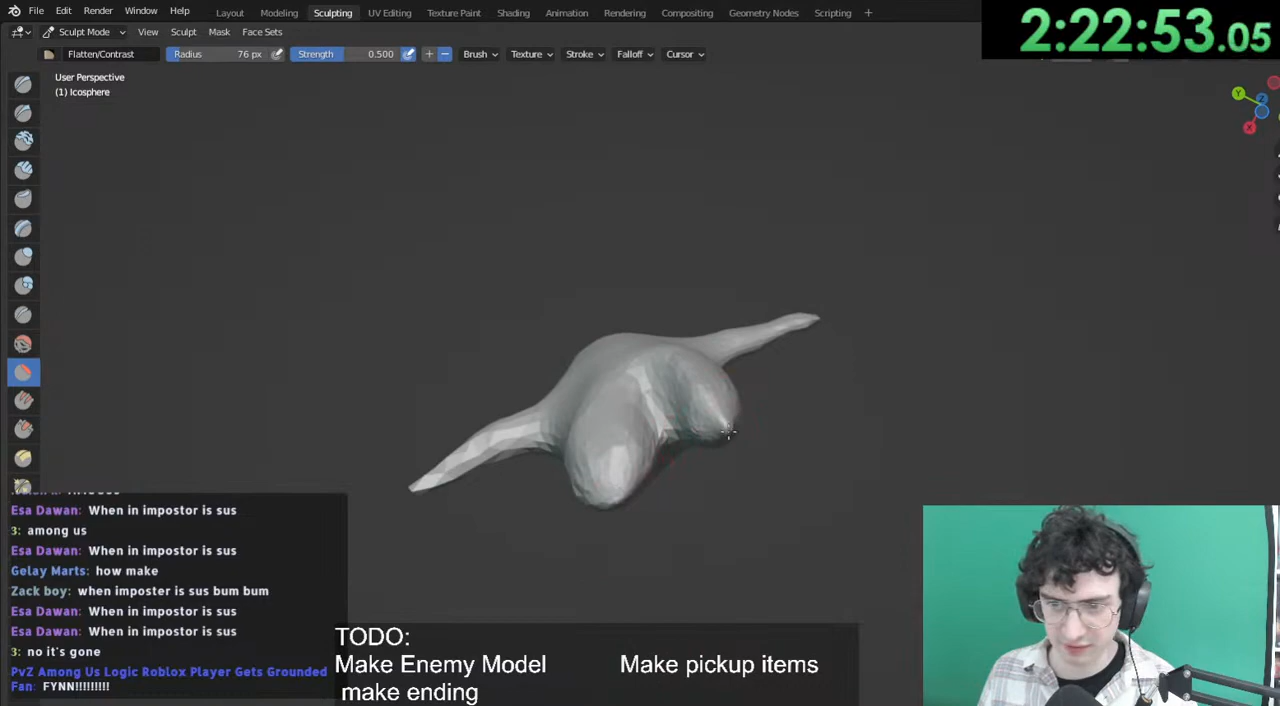 File Edit Render Window Help Layout Modeling Sculpting UV Editing Texture Paint Shading Animation Rendering Compositing Geometry Nodes Scripting +
2:22:53.05
Sculpt Mode View Sculpt Mask Face Sets
Flatten/Contrast Radius 76 px Strength 0.500 + − Brush Texture Stroke Falloff Cursor
User Perspective
(1) Icosphere
Y
Z
X
Esa Dawan: When in impostor is sus
3: among us
Esa Dawan: When in impostor is sus
Gelay Marts: how make
Zack boy: when imposter is sus bum bum
Esa Dawan: When in impostor is sus
Esa Dawan: When in impostor is sus
3: no it's gone
PvZ Among Us Logic Roblox Player Gets Grounded
Fan: FYNN!!!!!!!!!
TODO:
Make Enemy Model Make pickup items
make ending